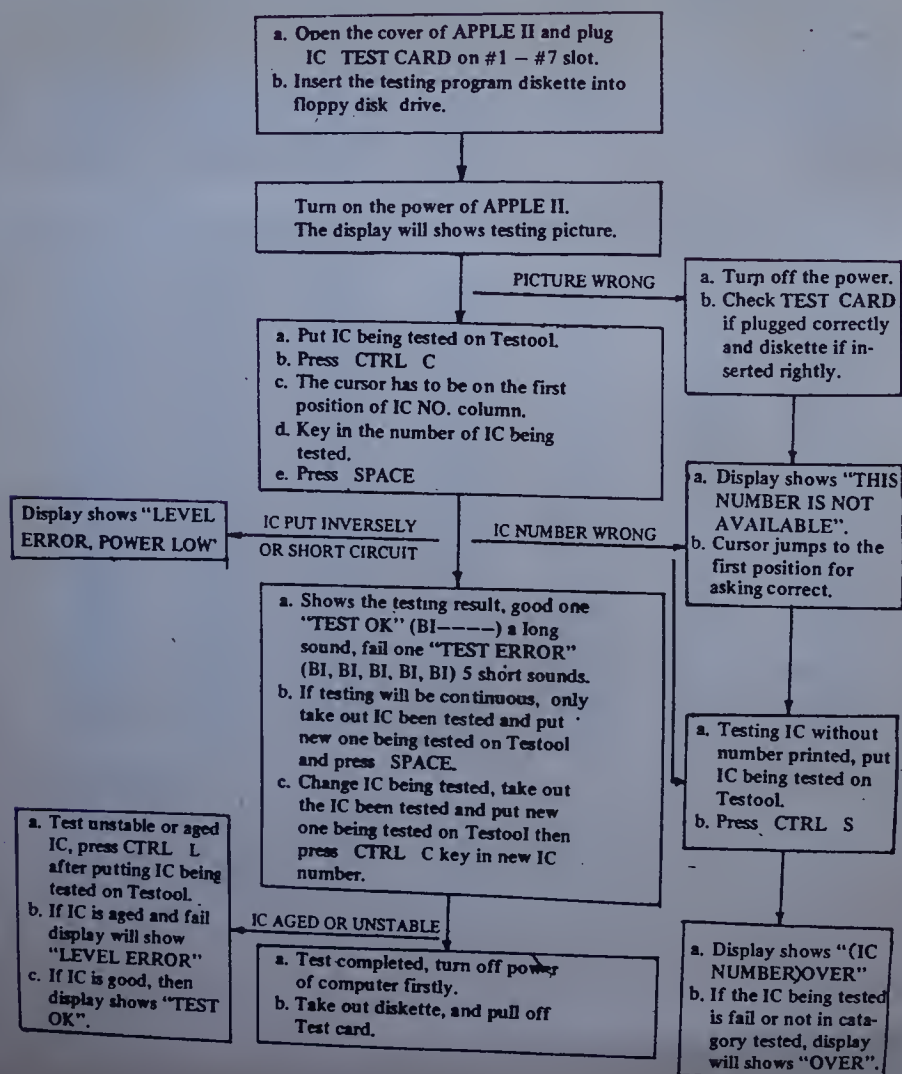 a. Open the cover of APPLE II and plug
IC TEST CARD on #1 – #7 slot.
b. Insert the testing program diskette into
floppy disk drive.
Turn on the power of APPLE II.
The display will shows testing picture.
PICTURE WRONG
a. Turn off the power.
b. Check TEST CARD
if plugged correctly
and diskette if in-
serted rightly.
a. Put IC being tested on Testool.
b. Press CTRL C
c. The cursor has to be on the first
position of IC NO. column.
d. Key in the number of IC being
tested.
e. Press SPACE
Display shows “LEVEL
ERROR, POWER LOW’
IC PUT INVERSELY
OR SHORT CIRCUIT
IC NUMBER WRONG
a. Display shows “THIS
NUMBER IS NOT
AVAILABLE”.
b. Cursor jumps to the
first position for
asking correct.
a. Shows the testing result, good one
“TEST OK” (BI––––) a long
sound, fail one “TEST ERROR”
(BI, BI, BI, BI, BI) 5 short sounds.
b. If testing will be continuous, only
take out IC been tested and put
new one being tested on Testool
and press SPACE.
c. Change IC being tested, take out
the IC been tested and put new
one being tested on Testool then
press CTRL C key in new IC
number.
a. Testing IC without
number printed, put
IC being tested on
Testool.
b. Press CTRL S
a. Test unstable or aged
IC, press CTRL L
after putting IC being
tested on Testool.
b. If IC is aged and fail
display will show
“LEVEL ERROR”
c. If IC is good, then
display shows “TEST
OK”.
IC AGED OR UNSTABLE
a. Test completed, turn off power
of computer firstly.
b. Take out diskette, and pull off
Test card.
a. Display shows “(IC
NUMBER)OVER”
b. If the IC being tested
is fail or not in cata-
gory tested, display
will shows “OVER”.